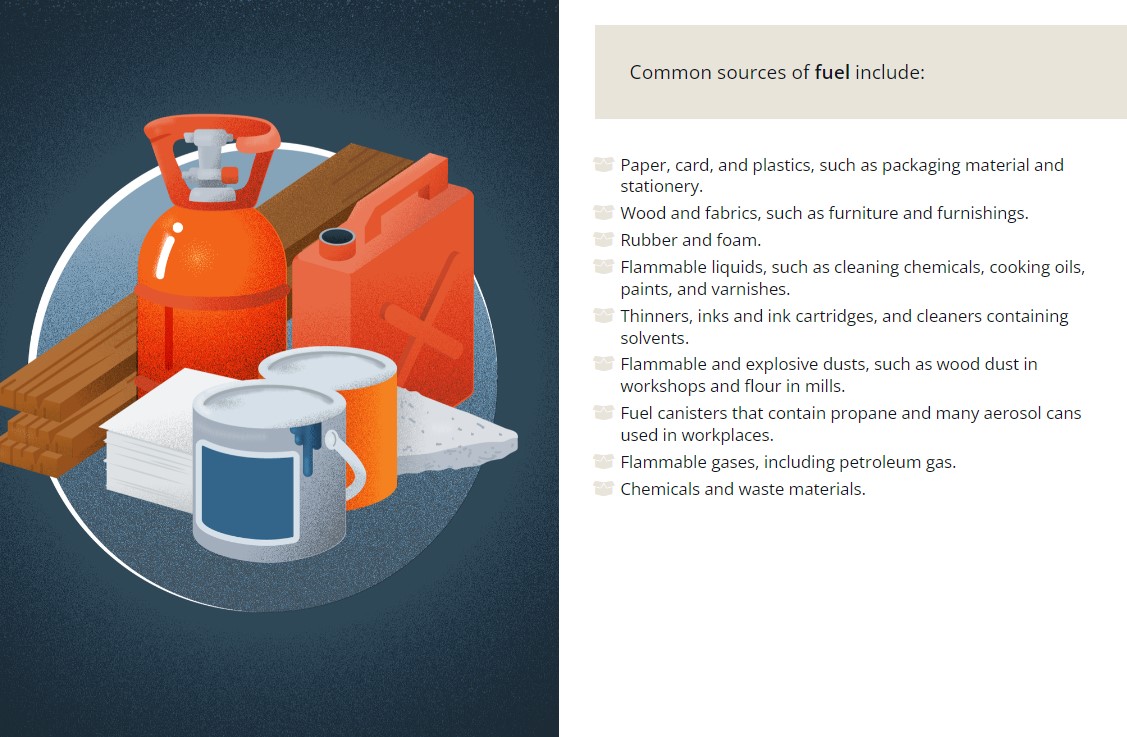 Common sources of fuel include:
Paper, card, and plastics, such as packaging material and
stationery.
Wood and fabrics, such as furniture and furnishings.
Rubber and foam.
Flammable liquids, such as cleaning chemicals, cooking oils,
paints, and varnishes.
Thinners, inks and ink cartridges, and cleaners containing
solvents.
Flammable and explosive dusts, such as wood dust in
workshops and flour in mills.
Fuel canisters that contain propane and many aerosol cans
used in workplaces.
Flammable gases, including petroleum gas.
Chemicals and waste materials.